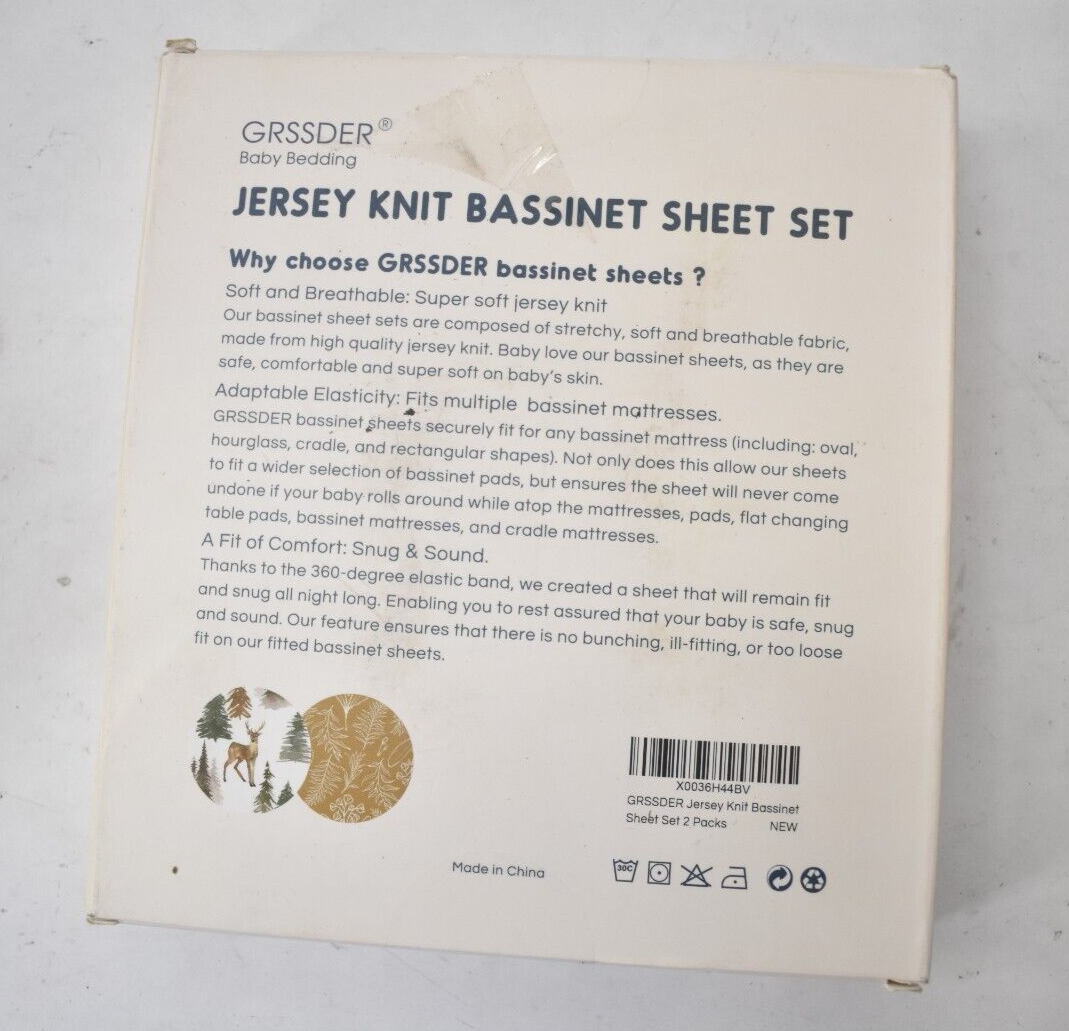 GRSSDER®
Baby Bedding
JERSEY KNIT BASSINET SHEET SET
Why choose GRSSDER bassinet sheets ?
Soft and Breathable: Super soft jersey knit
Our bassinet sheet sets are composed of stretchy, soft and breathable fabric,
made from high quality jersey knit. Baby love our bassinet sheets, as they are
safe, comfortable and super soft on baby's skin.
Adaptable Elasticity: Fits multiple bassinet mattresses.
GRSSDER bassinet sheets securely fit for any bassinet mattress (including: oval,
hourglass, cradle, and rectangular shapes). Not only does this allow our sheets
to fit a wider selection of bassinet pads, but ensures the sheet will never come
undone if your baby rolls around while atop the mattresses, pads, flat changing
table pads, bassinet mattresses, and cradle mattresses.
A Fit of Comfort: Snug & Sound.
Thanks to the 360-degree elastic band, we created a sheet that will remain fit
and snug all night long. Enabling you to rest assured that your baby is safe, snug
and sound. Our feature ensures that there is no bunching, ill-fitting, or too loose
fit on our fitted bassinet sheets.
X0036H44BV
GRSSDER Jersey Knit Bassinet
Sheet Set 2 Packs NEW
Made in China
30C